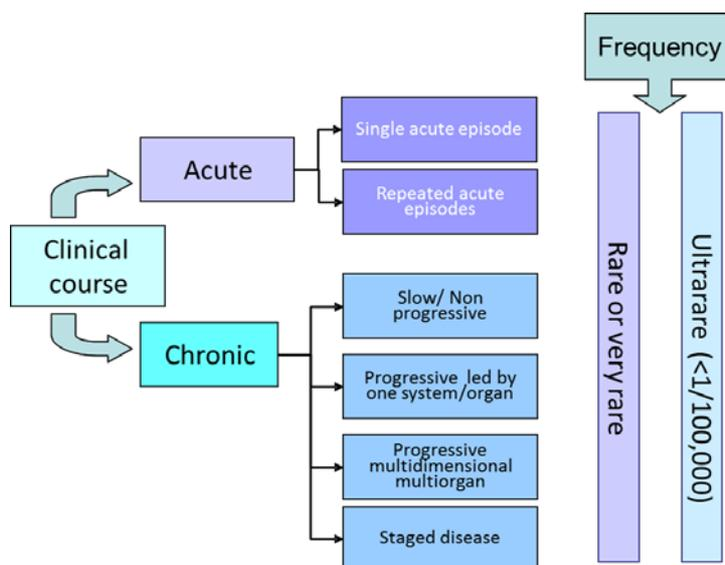 Frequency
Single acute episode
Acute
Repeated acute
episodes
Clinical
course
Slow/ Non
progressive
Chronic
Progressive led by
one system/organ
Progressive
multidimensional
multiorgan
Staged disease
Rare or very rare
Ultrarare (<1/100,000)